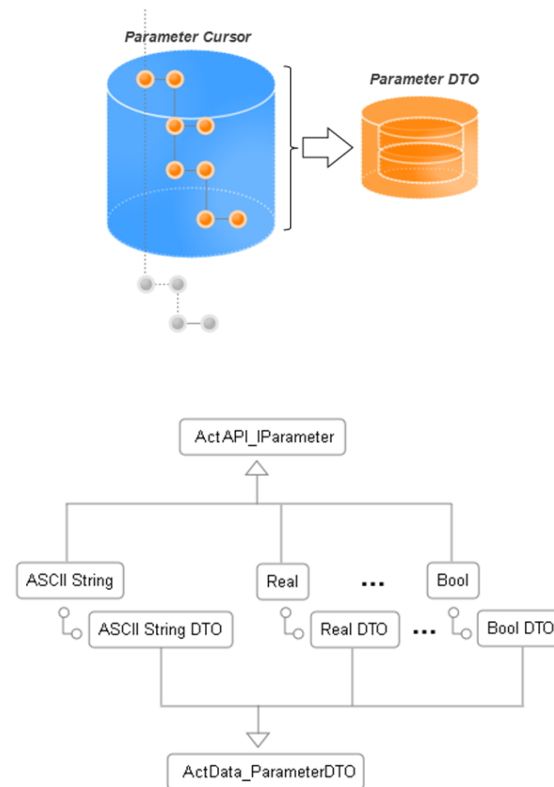 Parameter Cursor
Parameter DTO
ActAPI_IParameter
ASCII String
Real
...
Bool
ASCII String DTO
Real DTO
...
Bool DTO
ActData_ParameterDTO